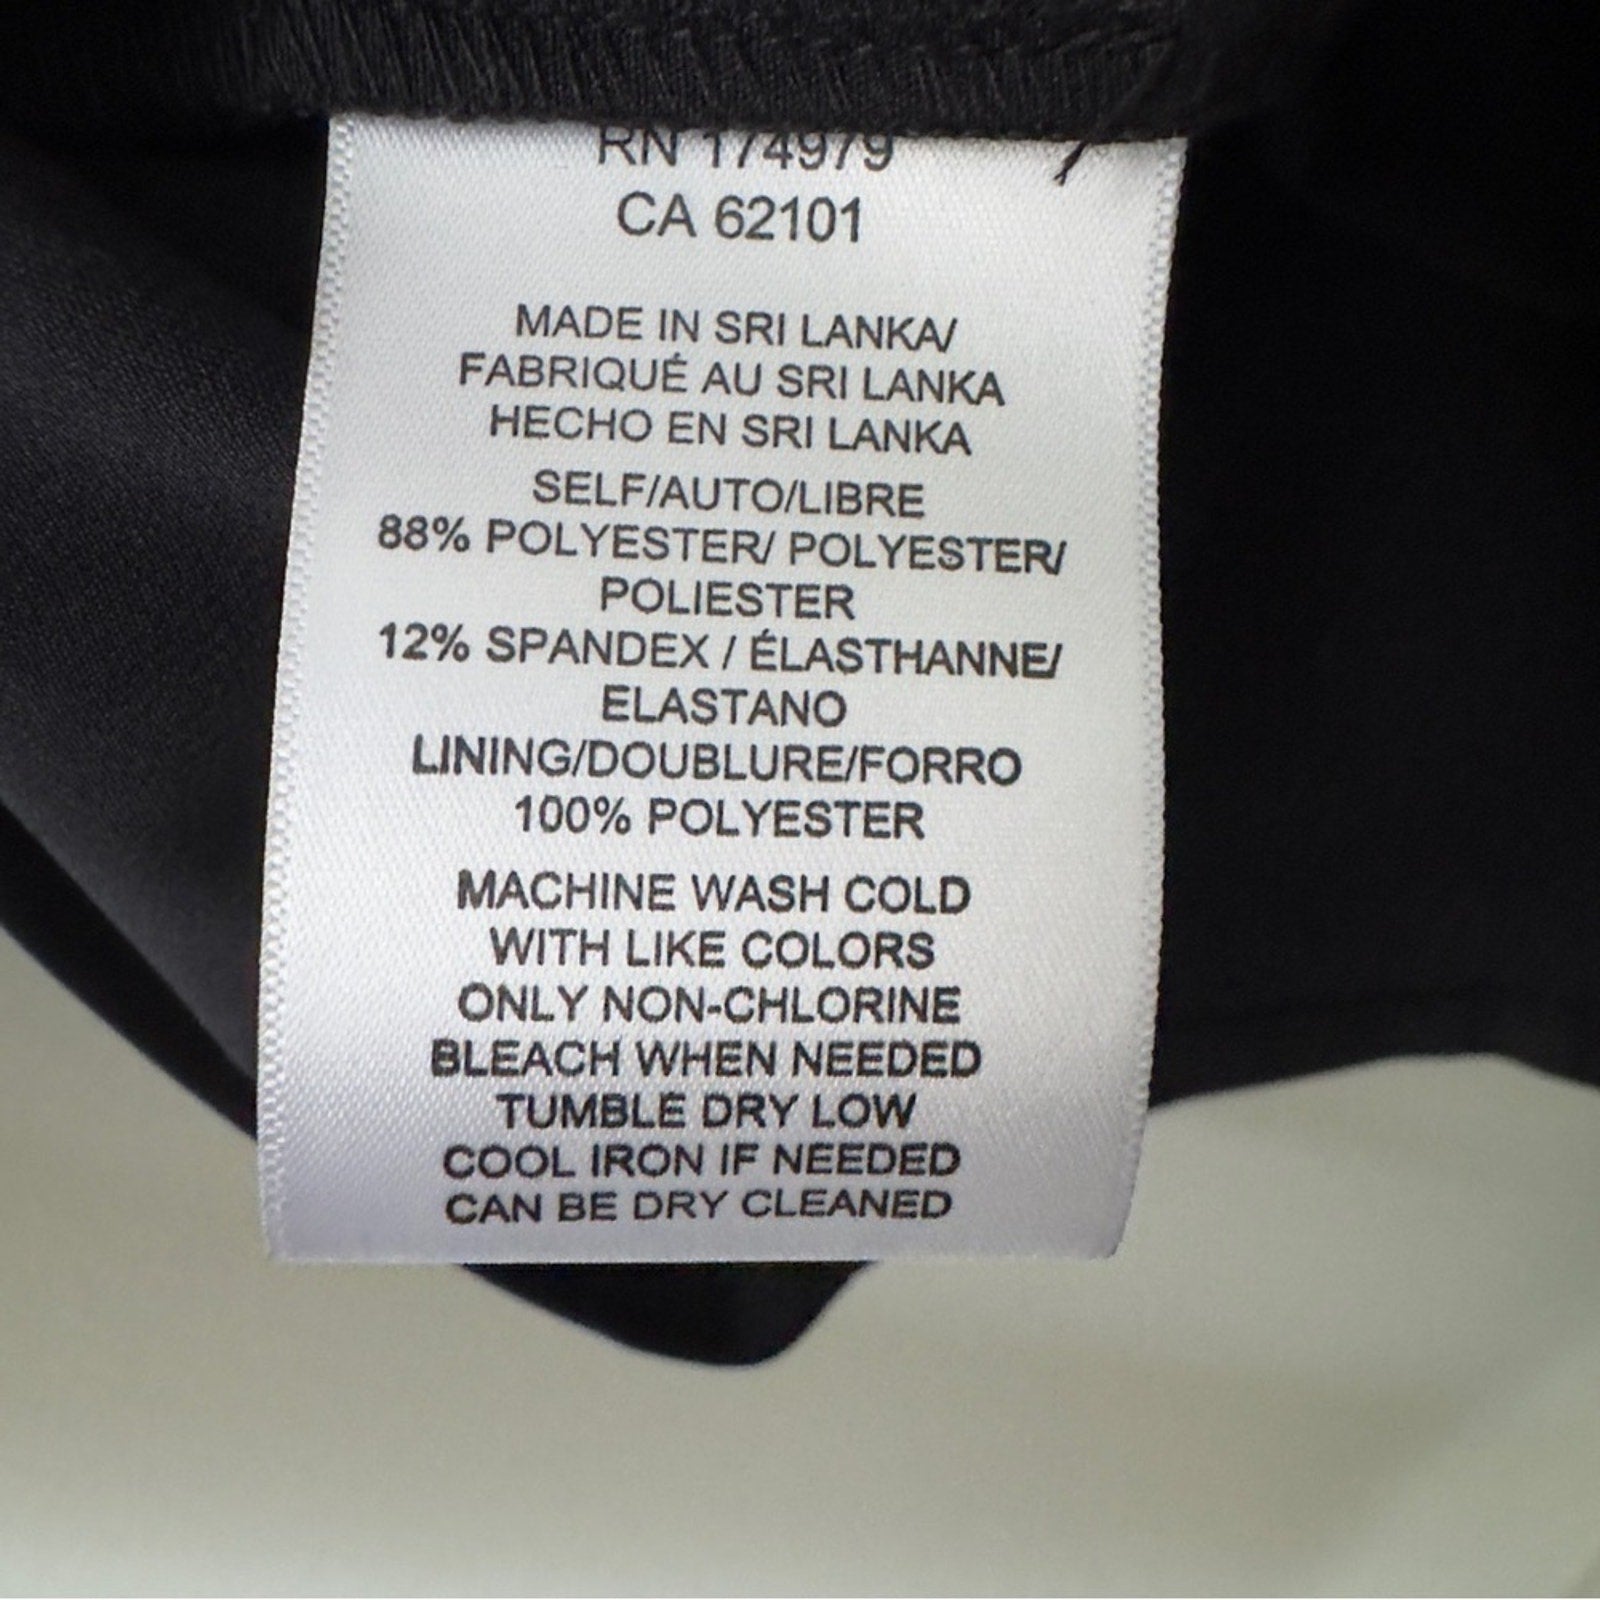 RN 174979
CA 62101
MADE IN SRI LANKA/
FABRIQUÉ AU SRI LANKA
HECHO EN SRI LANKA
SELF/AUTO/LIBRE
88% POLYESTER/ POLYESTER/
POLIESTER
12% SPANDEX / ÉLASTHANNE/
ELASTANO
LINING/DOUBLURE/FORRO
100% POLYESTER
MACHINE WASH COLD
WITH LIKE COLORS
ONLY NON-CHLORINE
BLEACH WHEN NEEDED
TUMBLE DRY LOW
COOL IRON IF NEEDED
CAN BE DRY CLEANED